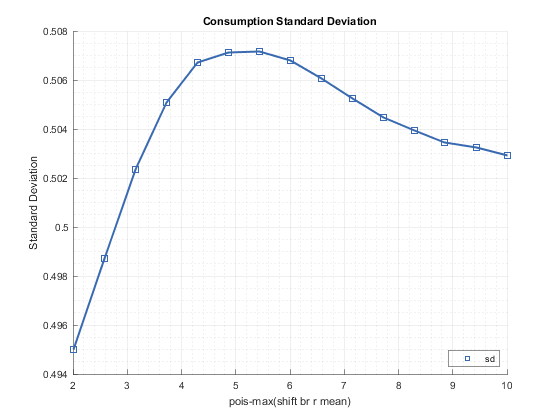 Consumption Standard Deviation
0.508
0.506
0.504
0.502
0.5
0.498
0.496
0.494
Standard Deviation
2 3 4 5 6 7 8 9 10
pois-max(shift br r mean)
sd